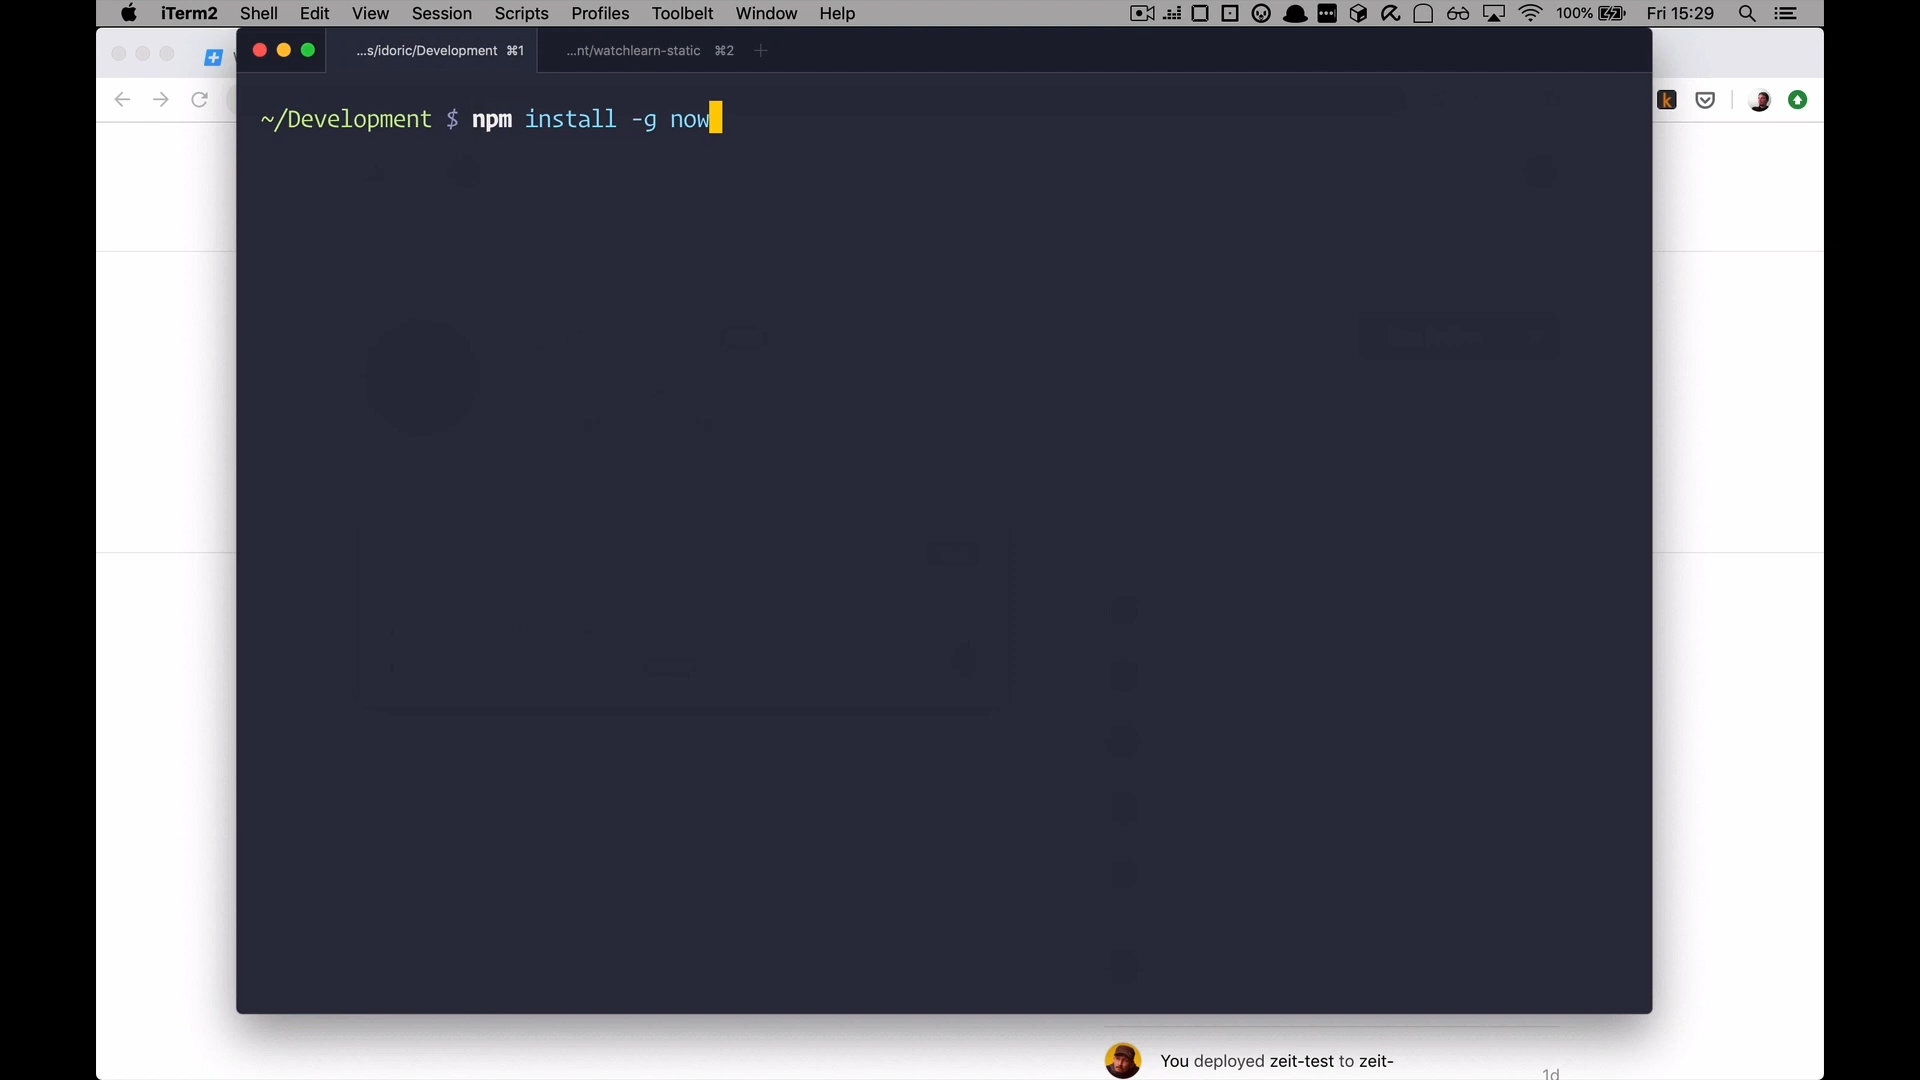 iTerm2 Shell Edit View Session Scripts Profiles Toolbelt Window Help 100% Fri 15:29
...s/idoric/Development ⌘1 ...nt/watchlearn-static ⌘2 +
~/Development $ npm install -g now
You deployed zeit-test to zeit-
1d